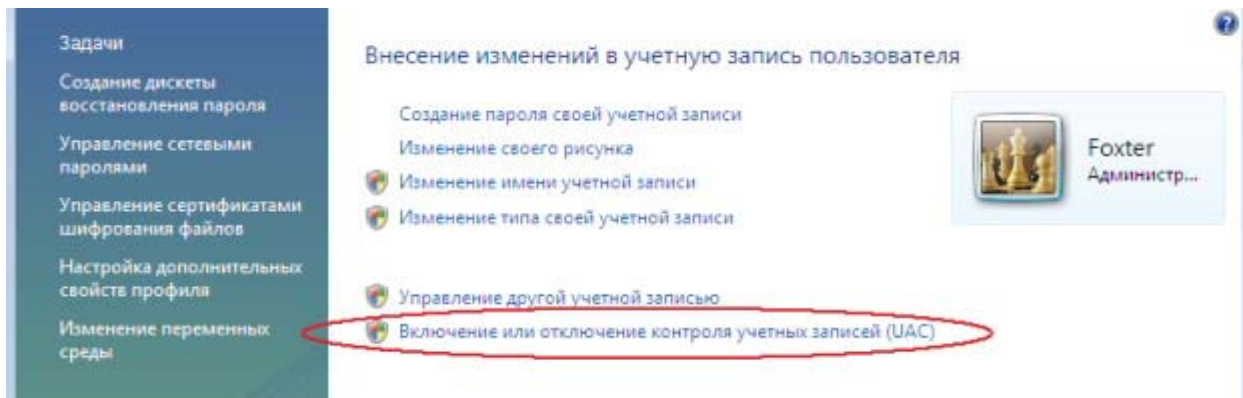 Задачи
Создание дискеты
восстановления пароля
Управление сетевыми
паролями
Управление сертификатами
шифрования файлов
Настройка дополнительных
свойств профиля
Изменение переменных
среды
?
Внесение изменений в учетную запись пользователя
Создание пароля своей учетной записи
Изменение своего рисунка
Изменение имени учетной записи
Изменение типа своей учетной записи
Foxter
Администр...
Управление другой учетной записью
Включение или отключение контроля учетных записей (UAC)